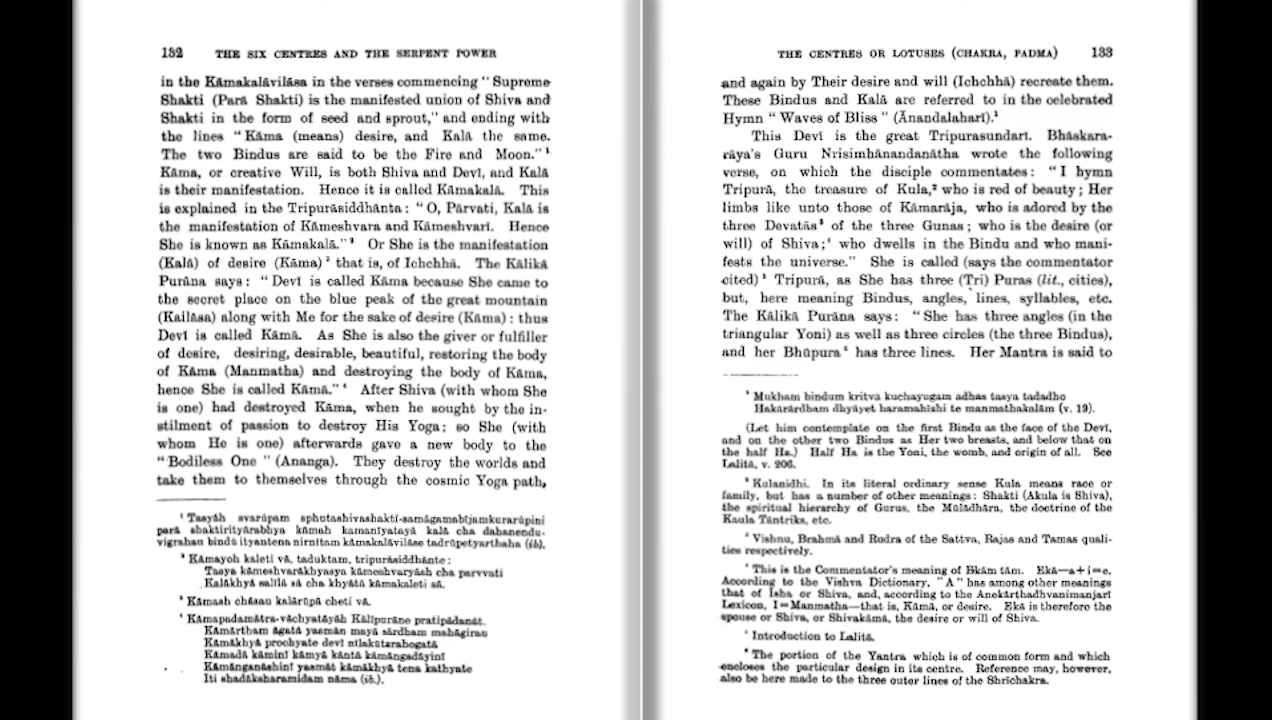 132 THE SIX CENTRES AND THE SERPENT POWER
in the Kāmakalāvilāsa in the verses commencing “ Supreme
Shakti (Parā Shakti) is the manifested union of Shiva and
Shakti in the form of seed and sprout,” and ending with
the lines “ Kāma (means) desire, and Kalā the same.
The two Bindus are said to be the Fire and Moon.” ¹
Kāma, or creative Will, is both Shiva and Devī, and Kalā
is their manifestation. Hence it is called Kāmakalā. This
is explained in the Tripurāsiddhānta : “ O, Pārvati, Kalā is
the manifestation of Kāmeshvara and Kāmeshvarī. Hence
She is known as Kāmakalā.” ² Or She is the manifestation
(Kalā) of desire (Kāma) ³ that is, of Ichchhā. The Kālikā
Purāna says : “ Devī is called Kāma because She came to
the secret place on the blue peak of the great mountain
(Kailāsa) along with Me for the sake of desire (Kāma) : thus
Devī is called Kāmā. As She is also the giver or fulfiller
of desire, desiring, desirable, beautiful, restoring the body
of Kāma (Manmatha) and destroying the body of Kāma,
hence She is called Kāmā.” ⁴ After Shiva (with whom She
is one) had destroyed Kāma, when he sought by the in-
stilment of passion to destroy His Yoga; so She (with
whom He is one) afterwards gave a new body to the
“ Bodiless One ” (Ananga). They destroy the worlds and
take them to themselves through the cosmic Yoga path,
¹ Tasyāh svarūpam sphutashivashakti-samāgamabījamkurarūpini
parā shaktirityārabhya kāmah kamanīyatayā kalā cha dahanendu-
vigrahau bindū ityantena nirnītam kāmakalāvilāse tadrūpetyarthaha (ib).
² Kāmayoh kaleti vā, taduktam, tripurāsiddhānte :
Tasya kāmeshvarākhyasya kāmeshvaryāsh cha parvvati
Kalākhyā salilā sā cha khyātā kāmakaleti sā.
³ Kāmash chāsau kalārūpā cheti vā.
⁴ Kāmapadamātra-vāchyatāyāh Kālīpurāne pratipādanāt.
Kāmārtham āgatā yasmān mayā sārdham mahāgirau
Kāmākhyā prochyate devī nīlakūtarahogatā
Kāmadā kāminī kāmyā kāntā kāmāngadāyinī
Kāmānganāshinī yasmāt kāmākhyā tena kathyate
Iti shadāksharamidam nāma (ib.).
THE CENTRES OR LOTUSES (CHAKRA, PADMA) 133
and again by Their desire and will (Ichchhā) recreate them.
These Bindus and Kalā are referred to in the celebrated
Hymn “ Waves of Bliss ” (Ānandalaharī).¹
This Devī is the great Tripurasundarī. Bhāskara-
rāya’s Guru Nrisimhānandanātha wrote the following
verse, on which the disciple commentates : “ I hymn
Tripurā, the treasure of Kula,² who is red of beauty ; Her
limbs like unto those of Kāmarāja, who is adored by the
three Devatās ³ of the three Gunas ; who is the desire (or
will) of Shiva ; ⁴ who dwells in the Bindu and who mani-
fests the universe.” She is called (says the commentator
cited) ⁵ Tripurā, as She has three (Tri) Puras (lit., cities),
but, here meaning Bindus, angles, lines, syllables, etc.
The Kālikā Purāna says : “ She has three angles (in the
triangular Yoni) as well as three circles (the three Bindus),
and her Bhūpura ⁶ has three lines. Her Mantra is said to
¹ Mukham bindum kritva kuchayugam adhas tasya tadadho
Hakārārdham dhyāyet haramahishi te manmathakalām (v. 19).
(Let him contemplate on the first Bindu as the face of the Devī,
and on the other two Bindus as Her two breasts, and below that on
the half Ha.) Half Ha is the Yoni, the womb, and origin of all. See
Lalitā, v. 206.
² Kulanidhi. In its literal ordinary sense Kula means race or
family, but has a number of other meanings : Shakti (Akula is Shiva),
the spiritual hierarchy of Gurus, the Mūlādhāra, the doctrine of the
Kaula Tāntriks, etc.
³ Vishnu, Brahmā and Rudra of the Sattva, Rajas and Tamas quali-
ties respectively.
⁴ This is the Commentator’s meaning of Ekām tām. Ekā—a+i=e.
According to the Vishva Dictionary, “ A ” has among other meanings
that of Isha or Shiva, and, according to the Anekārthadhvanimanjarī
Lexicon, I=Manmatha—that is, Kāmā, or desire. Ekā is therefore the
spouse or Shiva, or Shivakāmā, the desire or will of Shiva.
⁵ Introduction to Lalitā.
⁶ The portion of the Yantra which is of common form and which
encloses the particular design in its centre. Reference may, however,
also be here made to the three outer lines of the Shrīchakra.